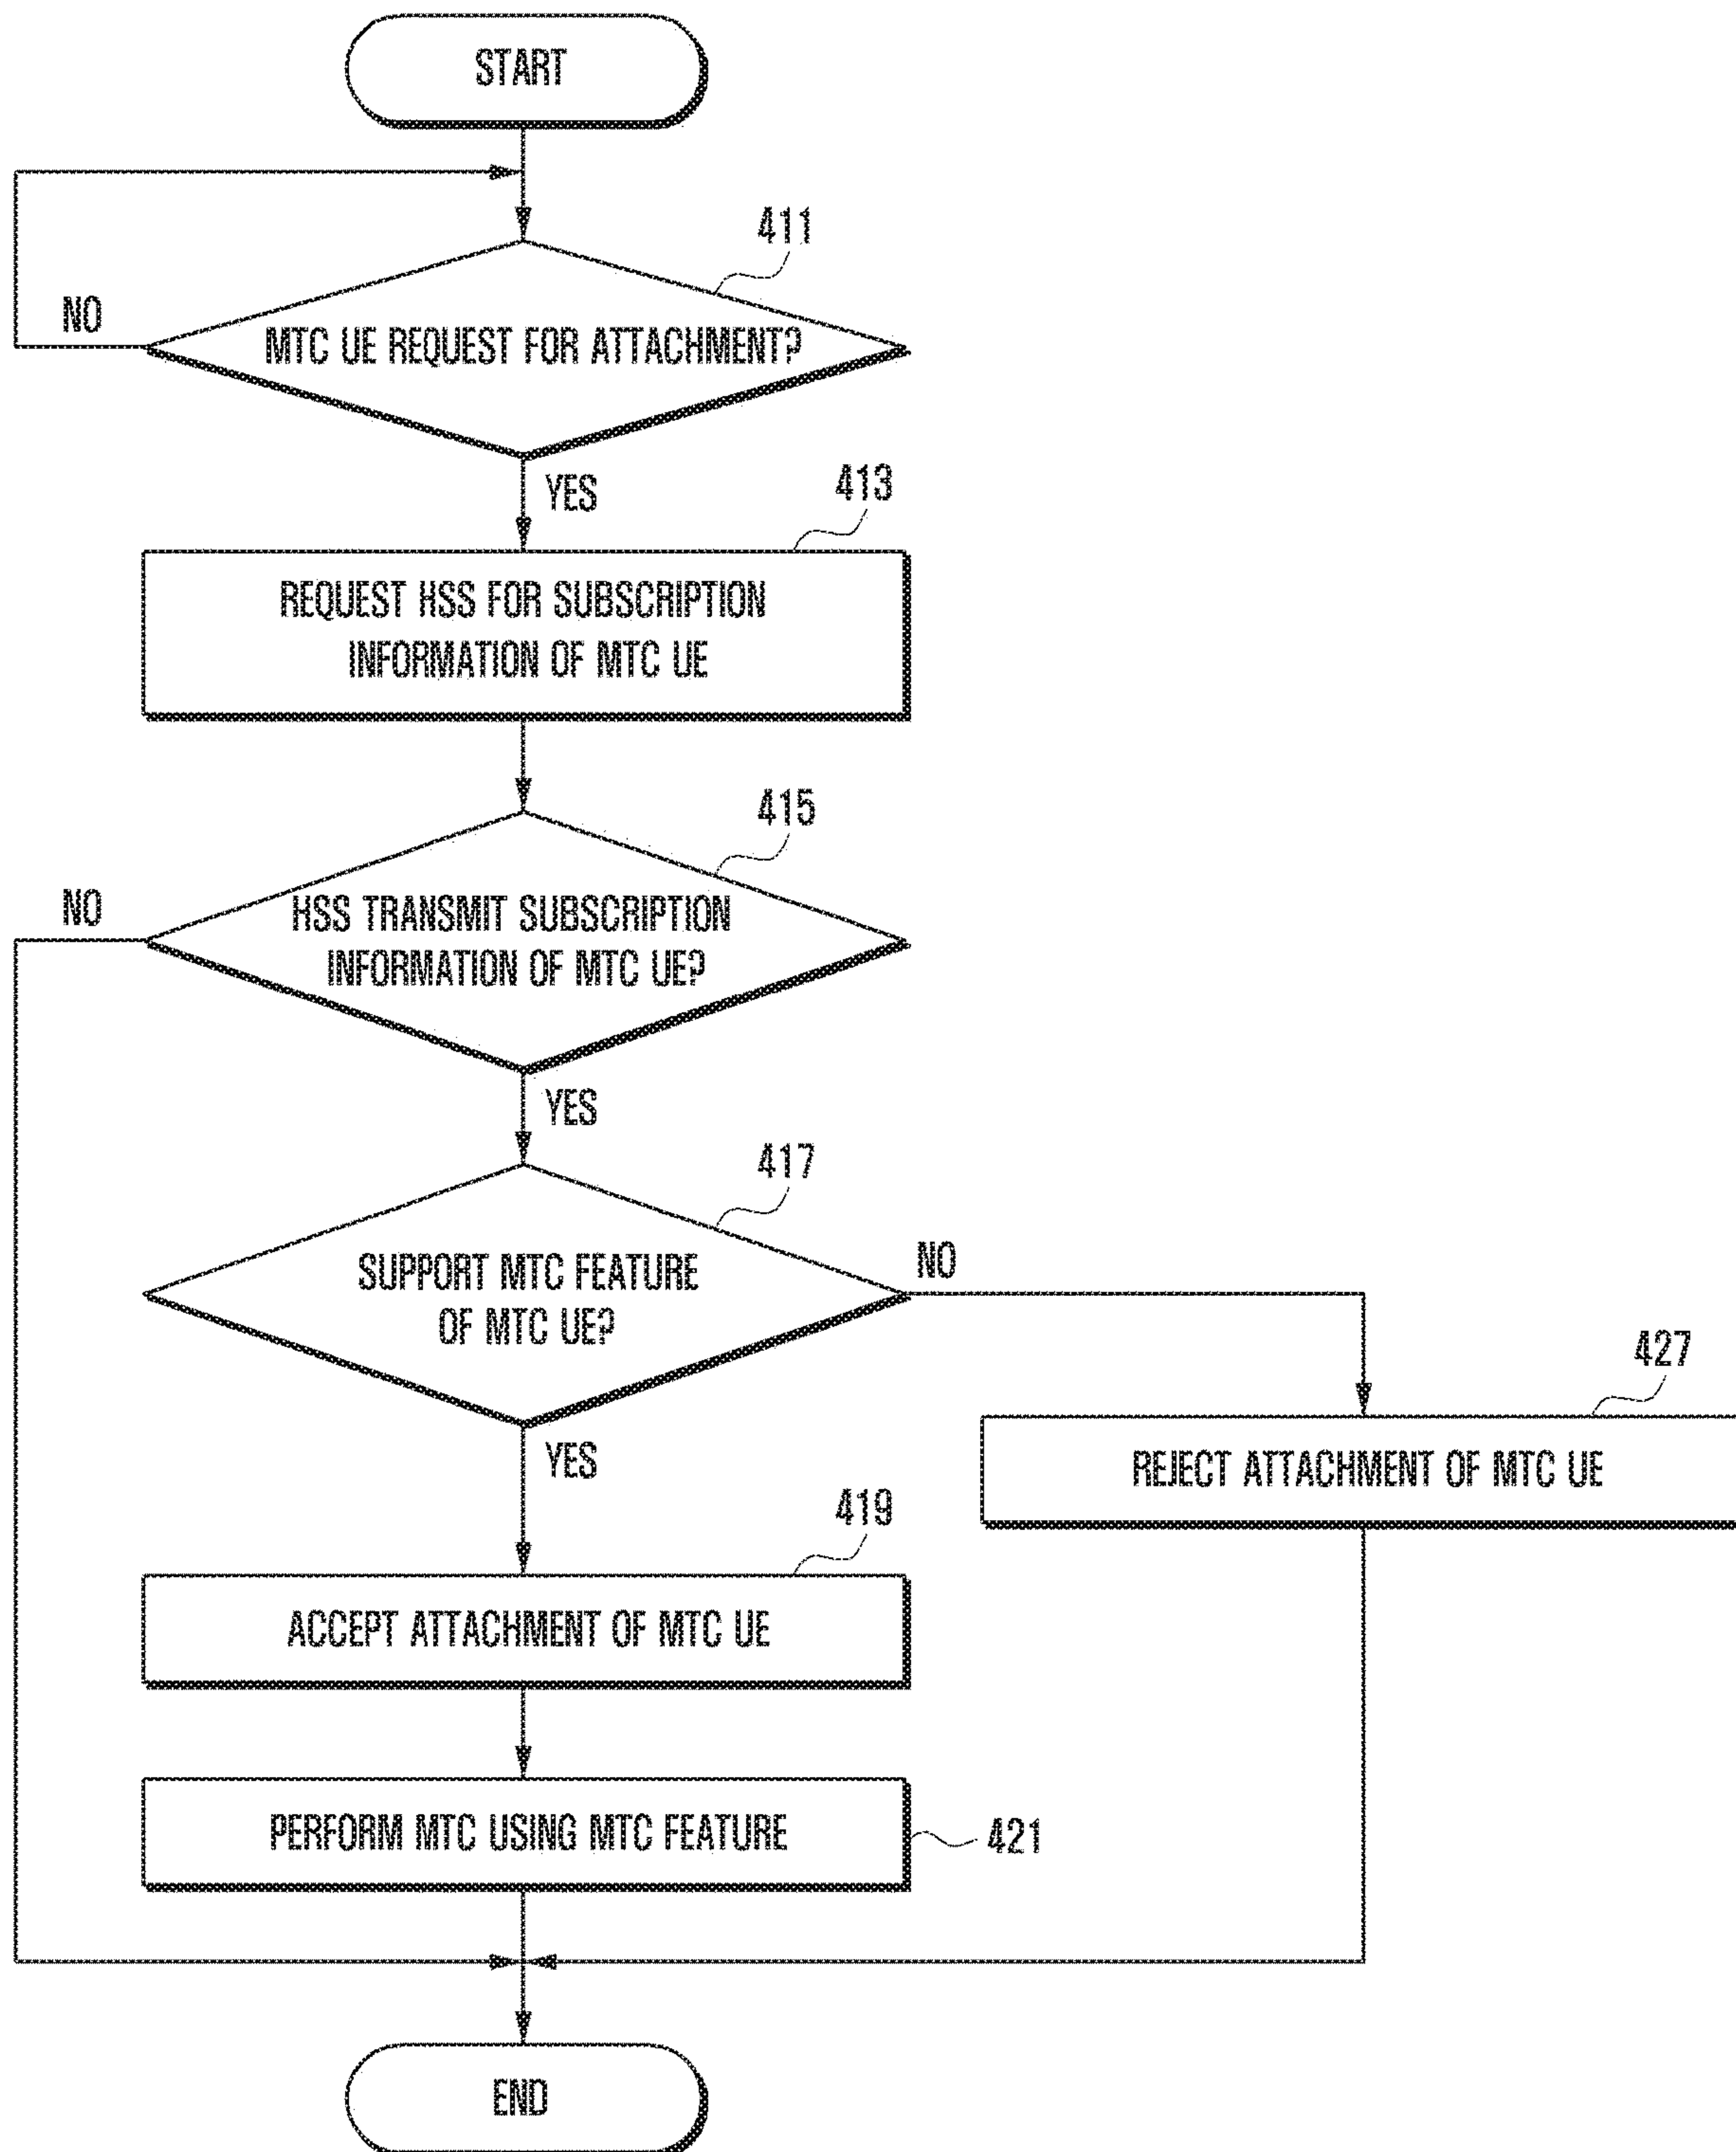 START
411
NO
MTC UE REQUEST FOR ATTACHMENT?
YES
413
REQUEST HSS FOR SUBSCRIPTION
INFORMATION OF MTC UE
415
NO
HSS TRANSMIT SUBSCRIPTION
INFORMATION OF MTC UE?
YES
417
SUPPORT MTC FEATURE
OF MTC UE?
NO
427
REJECT ATTACHMENT OF MTC UE
YES
419
ACCEPT ATTACHMENT OF MTC UE
PERFORM MTC USING MTC FEATURE
421
END